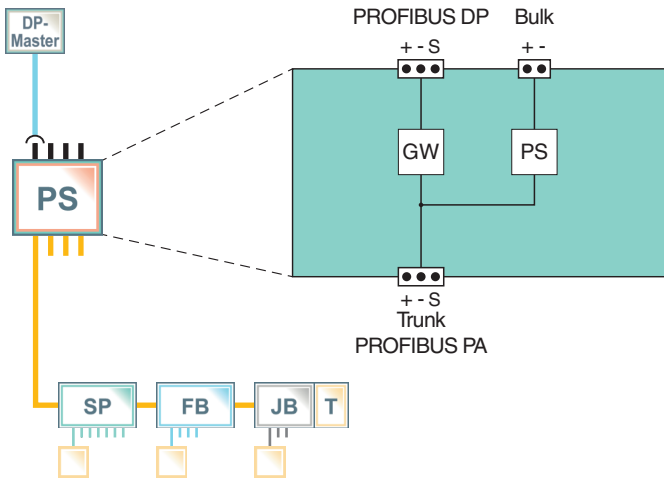 DP-
Master
PROFIBUS DP
Bulk
+ - S
+ -
GW
PS
PS
+ - S
Trunk
PROFIBUS PA
SP
FB
JB
T